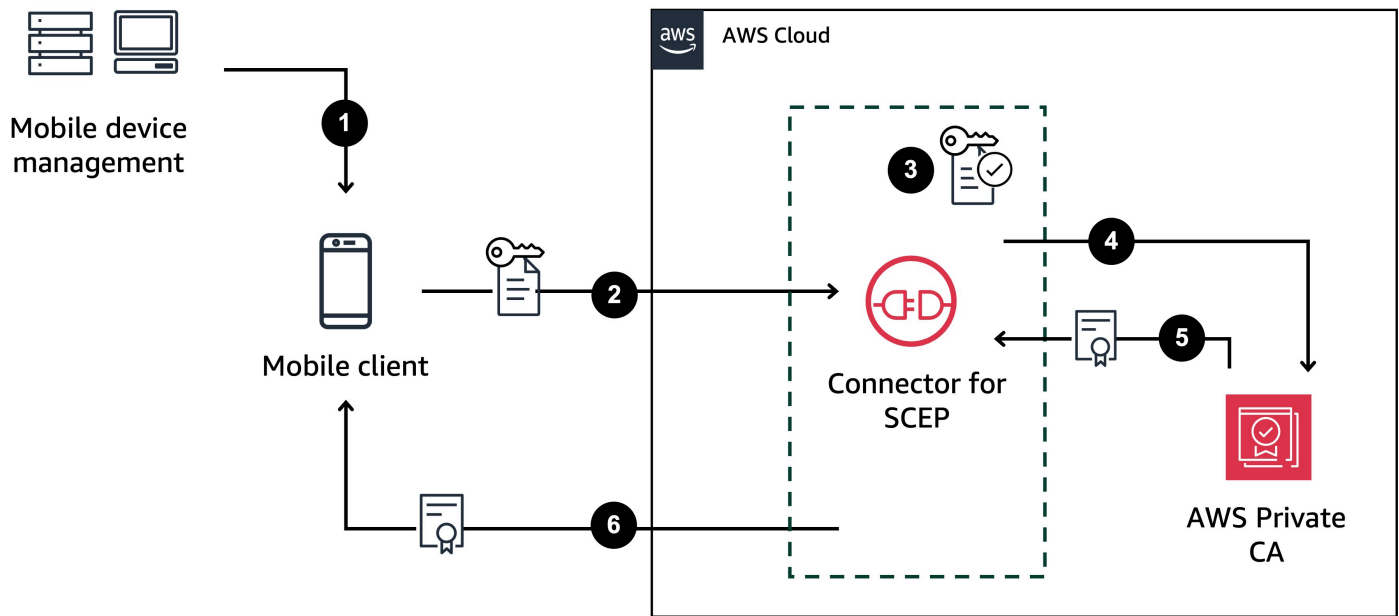 aws
AWS Cloud
Mobile device
management
1
3
4
2
5
Mobile client
Connector for
SCEP
6
AWS Private
CA